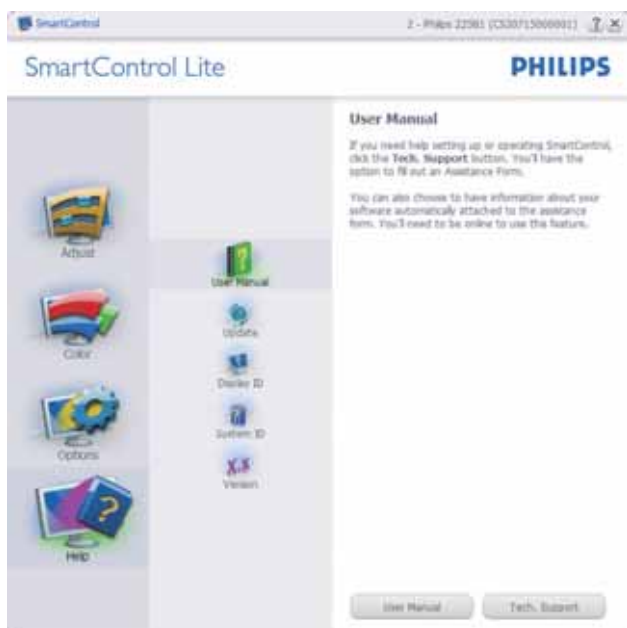 SmartControl
2 - Philips 225B1
SmartControl Lite
PHILIPS
Adjust
Color
Options
Help
User Manual
Update
Display ID
System ID
X.X
Version
User Manual
If you need help setting up or operating SmartControl,
click the Tech. Support button. You'll have the
option to fill out an Assistance Form.
You can also choose to have information about your
software automatically attached to the assistance
form. You'll need to be online to use this feature.
User Manual
Tech. Support